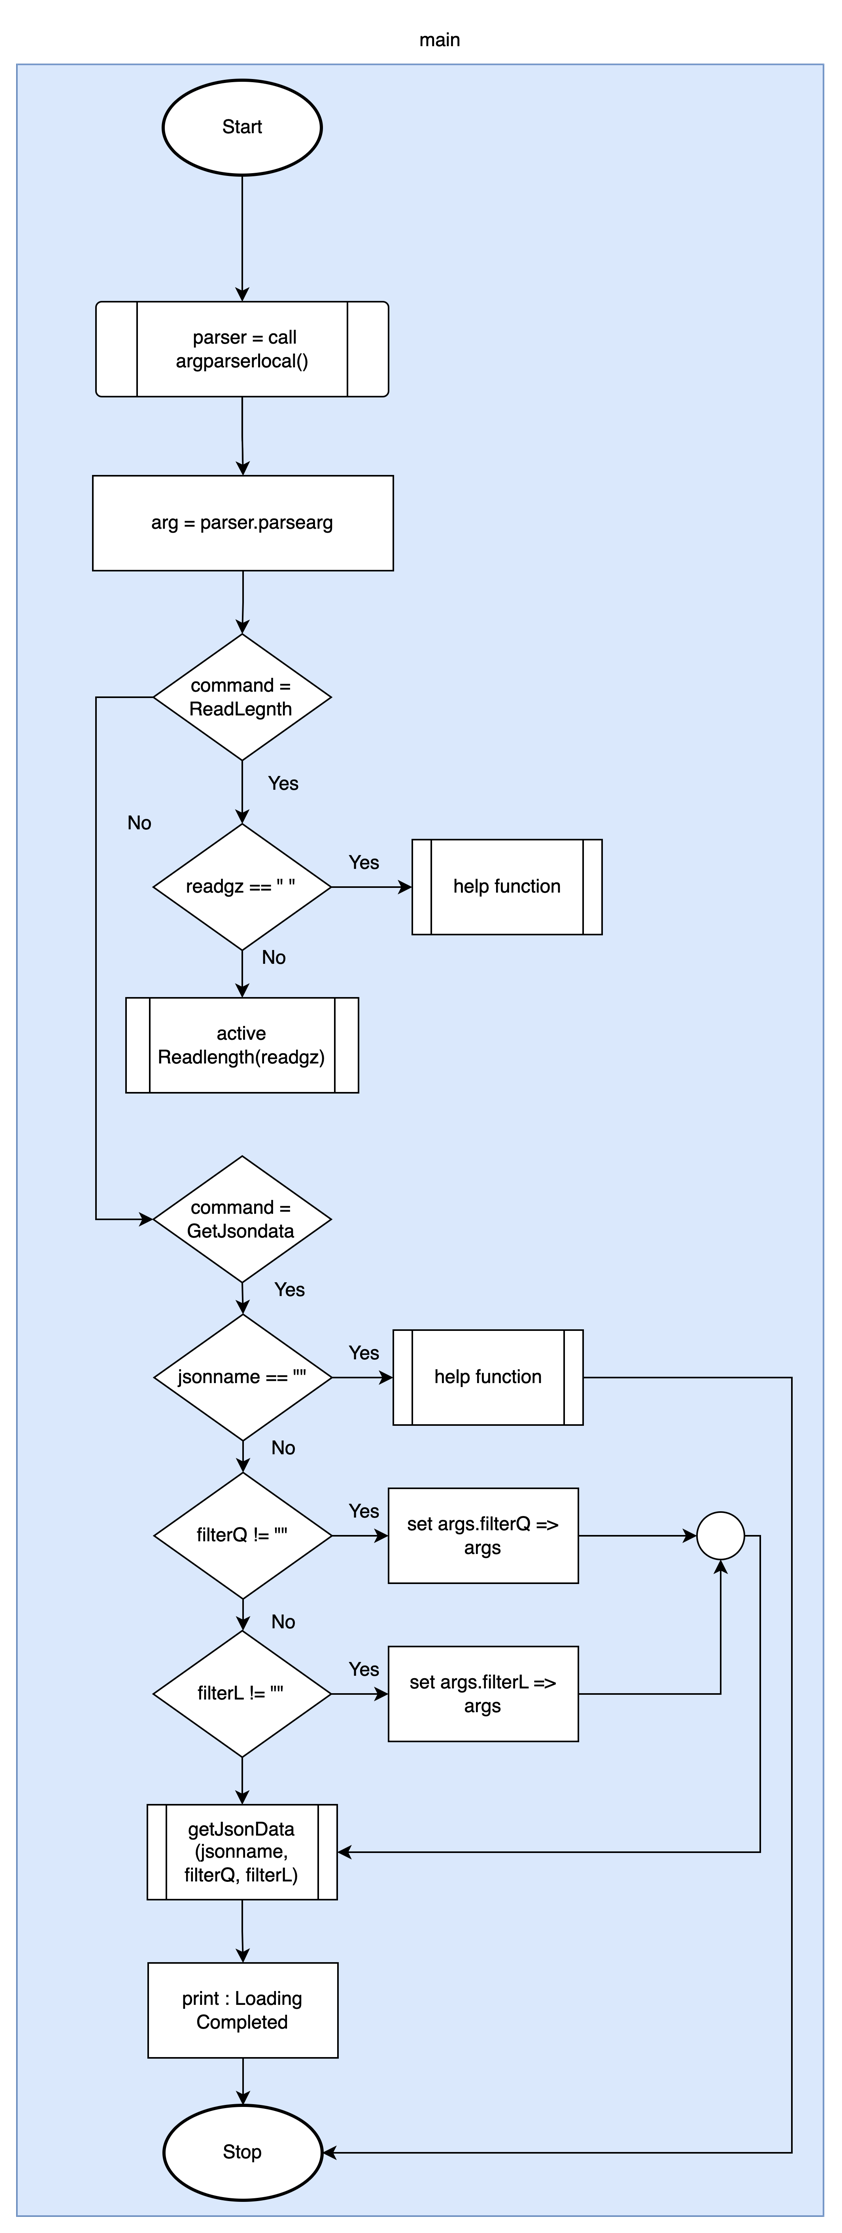 main
Start
parser = call
argparserlocal()
arg = parser.parsearg
command =
ReadLegnth
Yes
No
readgz == " "
Yes
help function
No
active
Readlength(readgz)
command =
GetJsondata
Yes
jsonname == ""
Yes
help function
No
filterQ != ""
Yes
set args.filterQ =>
args
No
filterL != ""
Yes
set args.filterL =>
args
getJsonData
(jsonname,
filterQ, filterL)
print : Loading
Completed
Stop